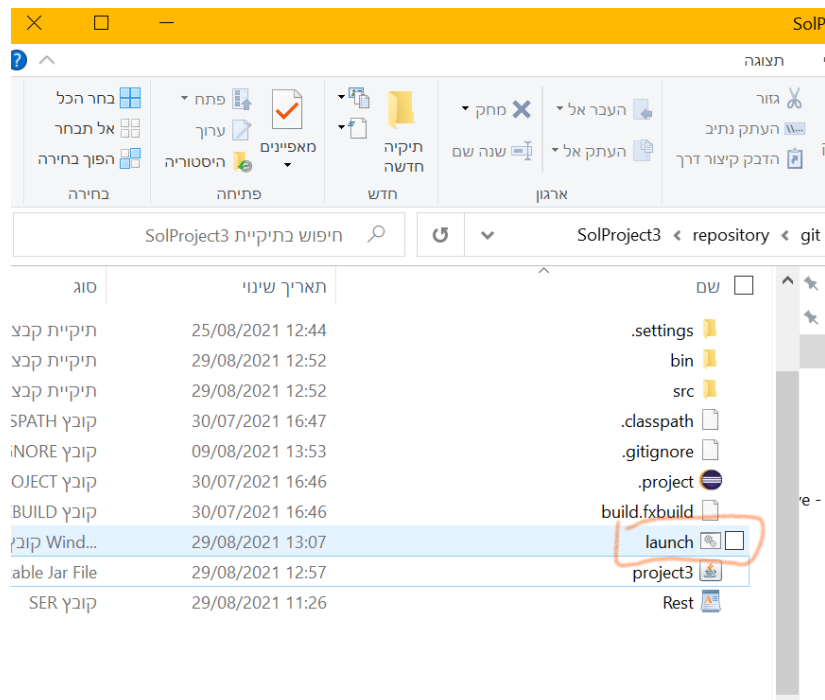 SolP
תצוגה
גזור
העתק נתיב
הדבק קיצור דרך
העבר אל
העתק אל
מחק
שנה שם
ארגון
תיקיה
חדשה
חדש
מאפיינים
פתח
ערוך
היסטוריה
פתיחה
בחר הכל
אל תבחר
הפוך בחירה
בחירה
git › repository › SolProject3
חיפוש בתיקיית SolProject3
שם תאריך שינוי סוג
.settings 25/08/2021 12:44 תיקיית קבצ
bin 29/08/2021 12:52 תיקיית קבצ
src 29/08/2021 12:52 תיקיית קבצ
.classpath 30/07/2021 16:47 קובץ SPATH
.gitignore 09/08/2021 13:53 קובץ NORE
.project 30/07/2021 16:46 קובץ OJECT
build.fxbuild 30/07/2021 16:46 קובץ BUILD
launch 29/08/2021 13:07 קובץ Wind...
project3 29/08/2021 12:57 table Jar File
Rest 29/08/2021 11:26 קובץ SER